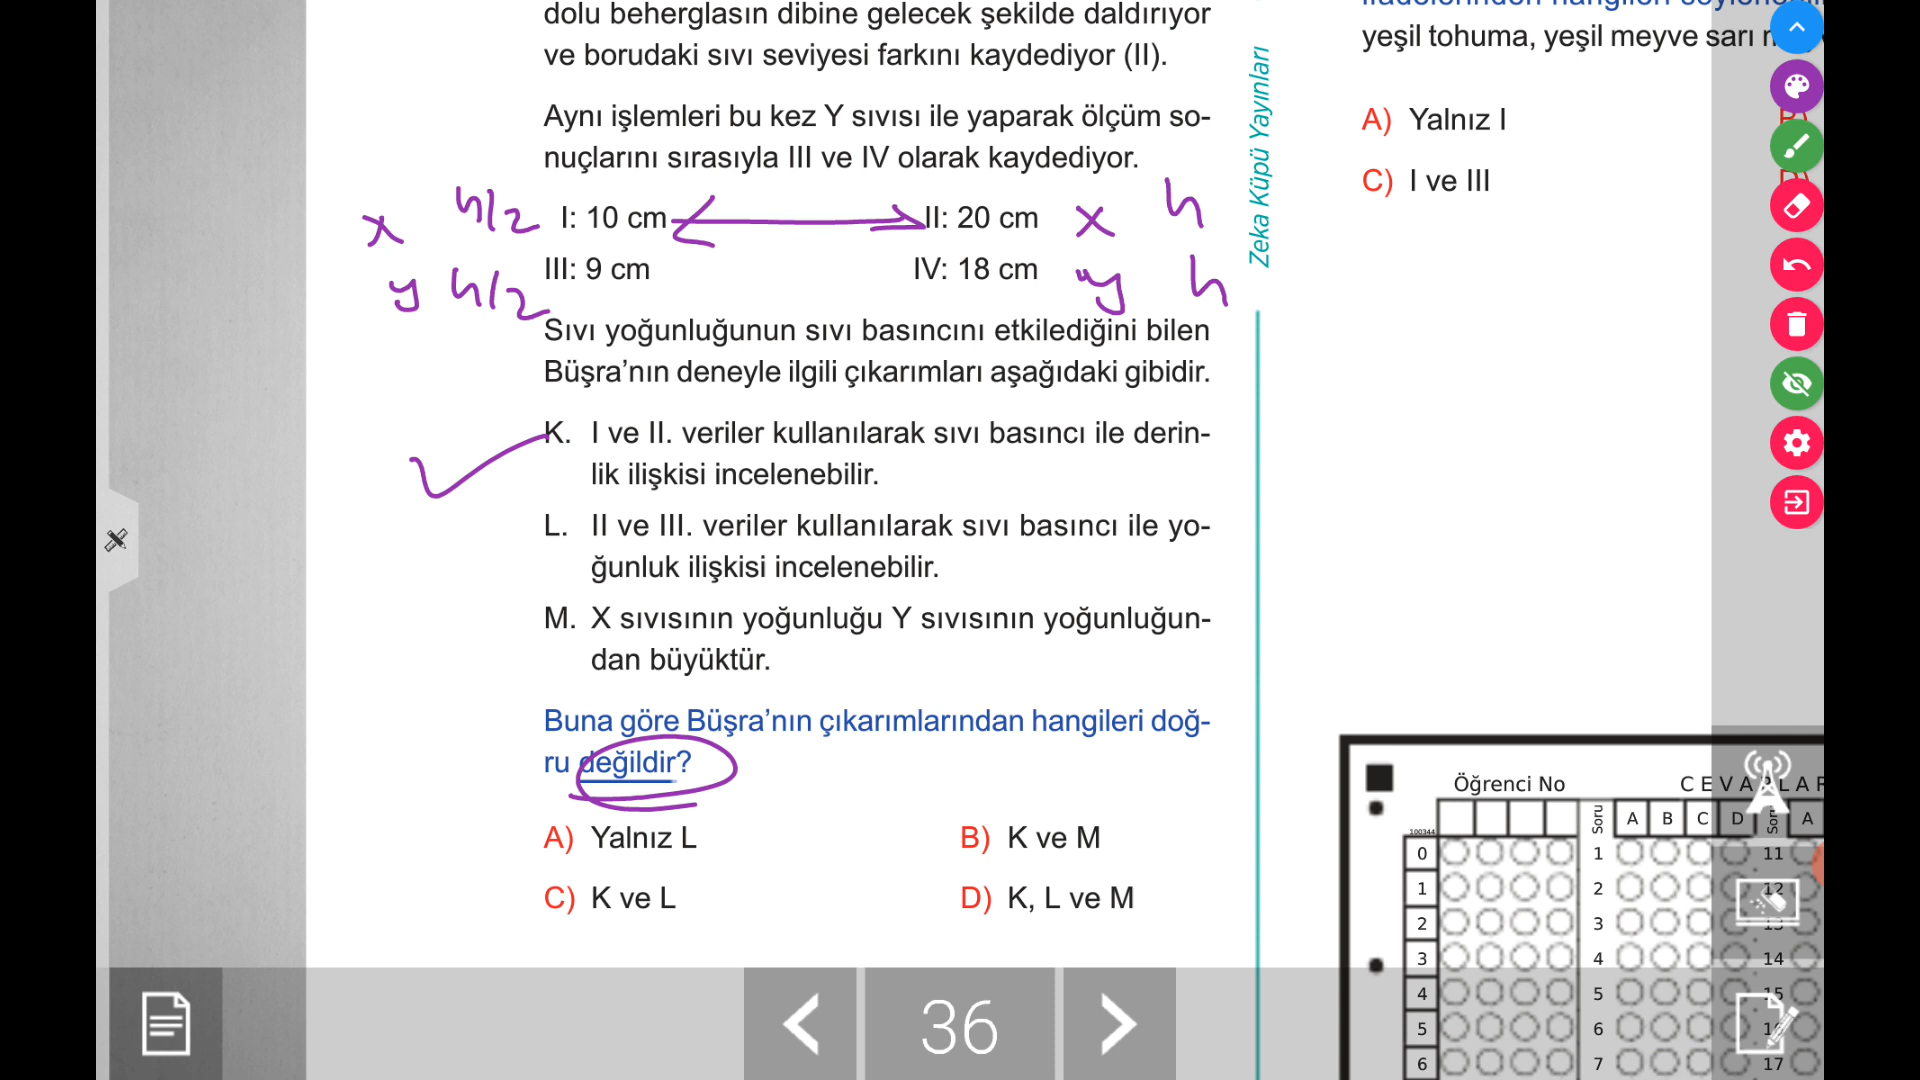 dolu beherglasın dibine gelecek şekilde daldırıyor
ve borudaki sıvı seviyesi farkını kaydediyor (II).
Aynı işlemleri bu kez Y sıvısı ile yaparak ölçüm so-
nuçlarını sırasıyla III ve IV olarak kaydediyor.
x h/2 I: 10 cm II: 20 cm x h
y h/2 III: 9 cm IV: 18 cm y h
Sıvı yoğunluğunun sıvı basıncını etkilediğini bilen
Büşra’nın deneyle ilgili çıkarımları aşağıdaki gibidir.
K. I ve II. veriler kullanılarak sıvı basıncı ile derin-
lik ilişkisi incelenebilir.
L. II ve III. veriler kullanılarak sıvı basıncı ile yo-
ğunluk ilişkisi incelenebilir.
M. X sıvısının yoğunluğu Y sıvısının yoğunluğun-
dan büyüktür.
Buna göre Büşra’nın çıkarımlarından hangileri doğ-
ru değildir?
A) Yalnız L B) K ve M
C) K ve L D) K, L ve M
Zeka Küpü Yayınları
yeşil tohuma, yeşil meyve sarı
A) Yalnız I
C) I ve III
Öğrenci No CEVAPLAR
100344 Soru A B C D Soru A
0 1 11
1 2 12
2 3 13
3 4 14
4 5 15
5 6 16
6 7 17
36